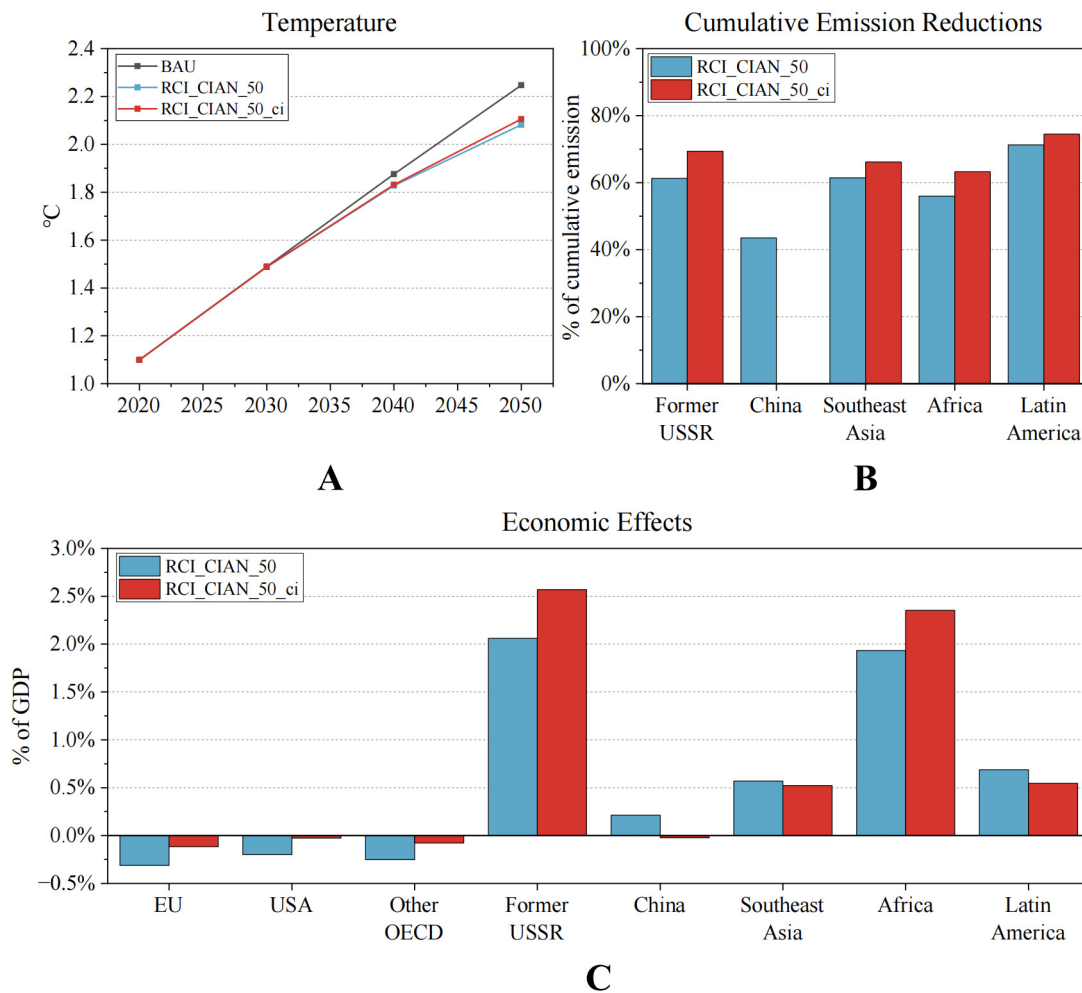 Temperature
2.4
2.2
2.0
1.8
1.6
1.4
1.2
1.0
℃
BAU
RCI_CIAN_50
RCI_CIAN_50_ci
2020 2025 2030 2035 2040 2045 2050
A
Cumulative Emission Reductions
100%
80%
60%
40%
20%
0%
% of cumulative emission
RCI_CIAN_50
RCI_CIAN_50_ci
Former China Southeast Africa Latin
USSR Asia America
B
Economic Effects
3.0%
2.5%
2.0%
1.5%
1.0%
0.5%
0.0%
−0.5%
% of GDP
RCI_CIAN_50
RCI_CIAN_50_ci
EU USA Other Former China Southeast Africa Latin
OECD USSR Asia America
C